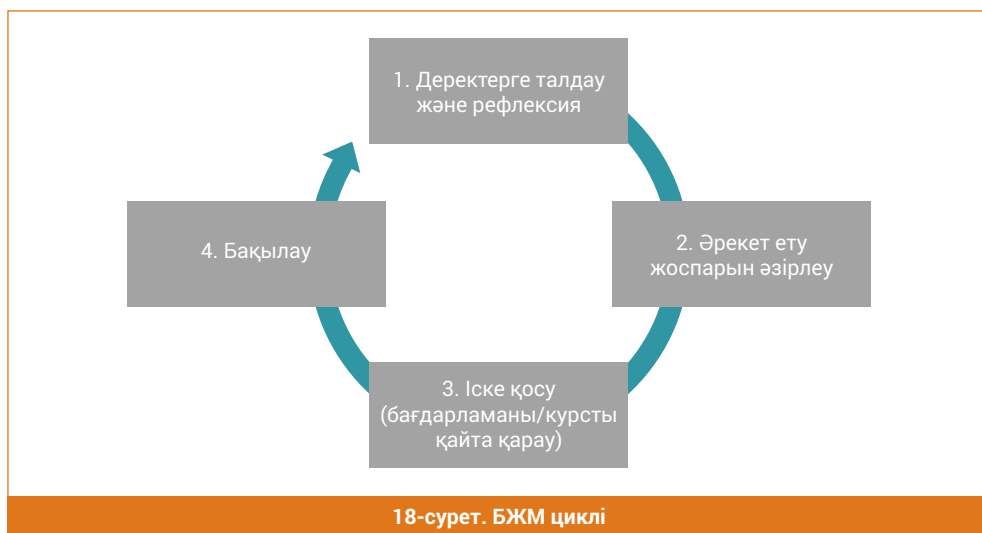 1. Деректерге талдау
және рефлексия
2. Әрекет ету
жоспарын әзірлеу
3. Іске қосу
(бағдарламаны/курсты
қайта қарау)
4. Бақылау
18-сурет. БЖМ циклі